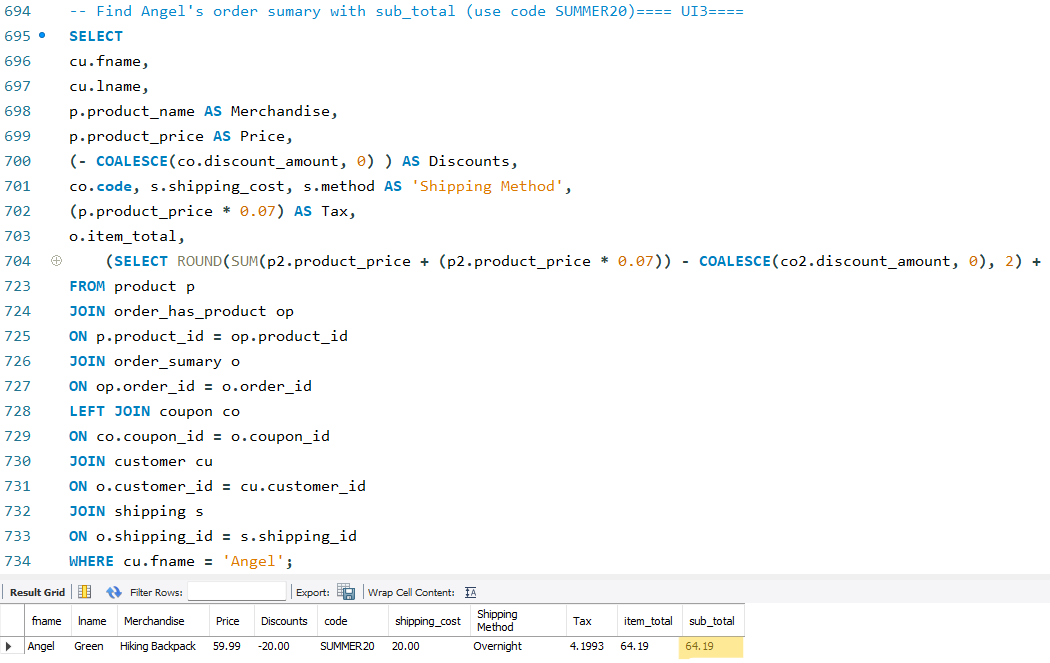 694 -- Find Angel's order sumary with sub_total (use code SUMMER20)==== UI3====
695 SELECT
696 cu.fname,
697 cu.lname,
698 p.product_name AS Merchandise,
699 p.product_price AS Price,
700 (- COALESCE(co.discount_amount, 0) ) AS Discounts,
701 co.code, s.shipping_cost, s.method AS 'Shipping Method',
702 (p.product_price * 0.07) AS Tax,
703 o.item_total,
704 (SELECT ROUND(SUM(p2.product_price + (p2.product_price * 0.07)) - COALESCE(co2.discount_amount, 0), 2) +
723 FROM product p
724 JOIN order_has_product op
725 ON p.product_id = op.product_id
726 JOIN order_sumary o
727 ON op.order_id = o.order_id
728 LEFT JOIN coupon co
729 ON co.coupon_id = o.coupon_id
730 JOIN customer cu
731 ON o.customer_id = cu.customer_id
732 JOIN shipping s
733 ON o.shipping_id = s.shipping_id
734 WHERE cu.fname = 'Angel';
Result Grid Filter Rows: Export: Wrap Cell Content:
fname lname Merchandise Price Discounts code shipping_cost Shipping Method Tax item_total sub_total
Angel Green Hiking Backpack 59.99 -20.00 SUMMER20 20.00 Overnight 4.1993 64.19 64.19